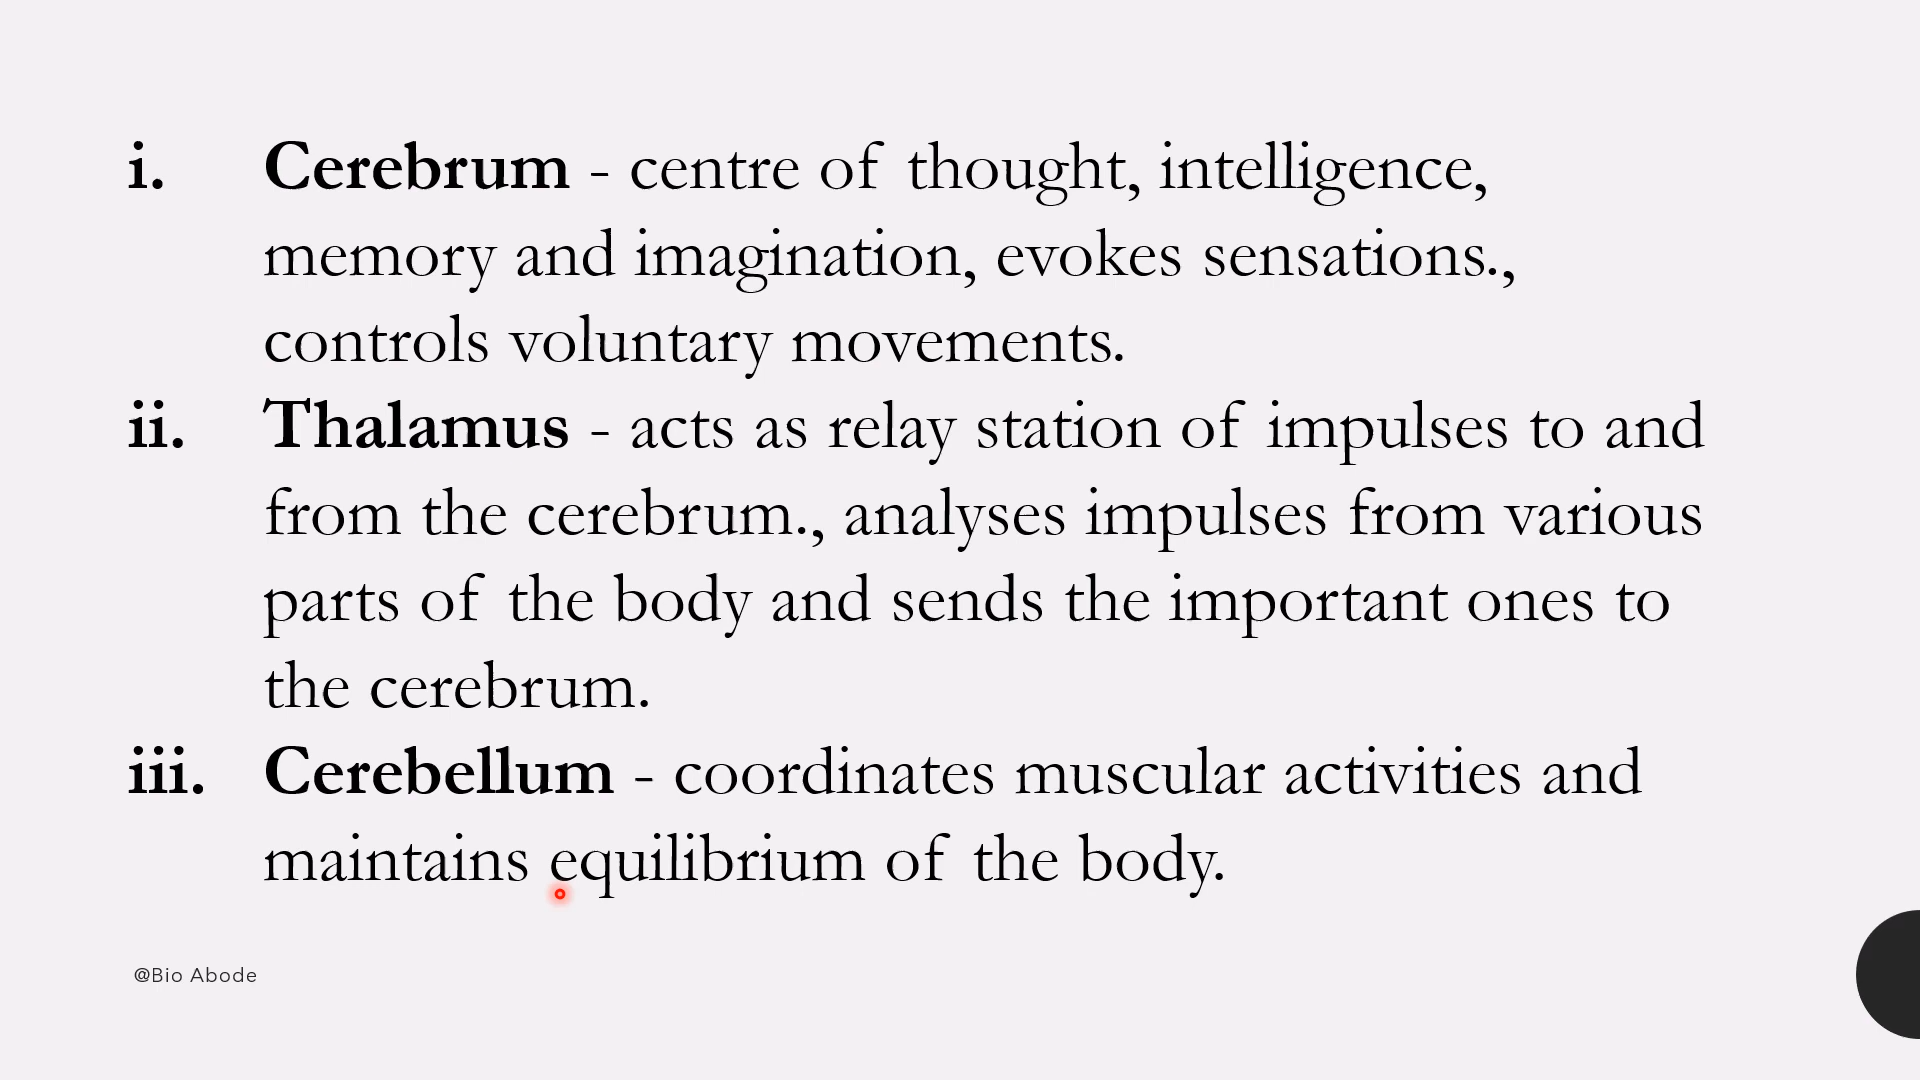 i. Cerebrum - centre of thought, intelligence,
memory and imagination, evokes sensations.,
controls voluntary movements.
ii. Thalamus - acts as relay station of impulses to and
from the cerebrum., analyses impulses from various
parts of the body and sends the important ones to
the cerebrum.
iii. Cerebellum - coordinates muscular activities and
maintains equilibrium of the body.
@Bio Abode